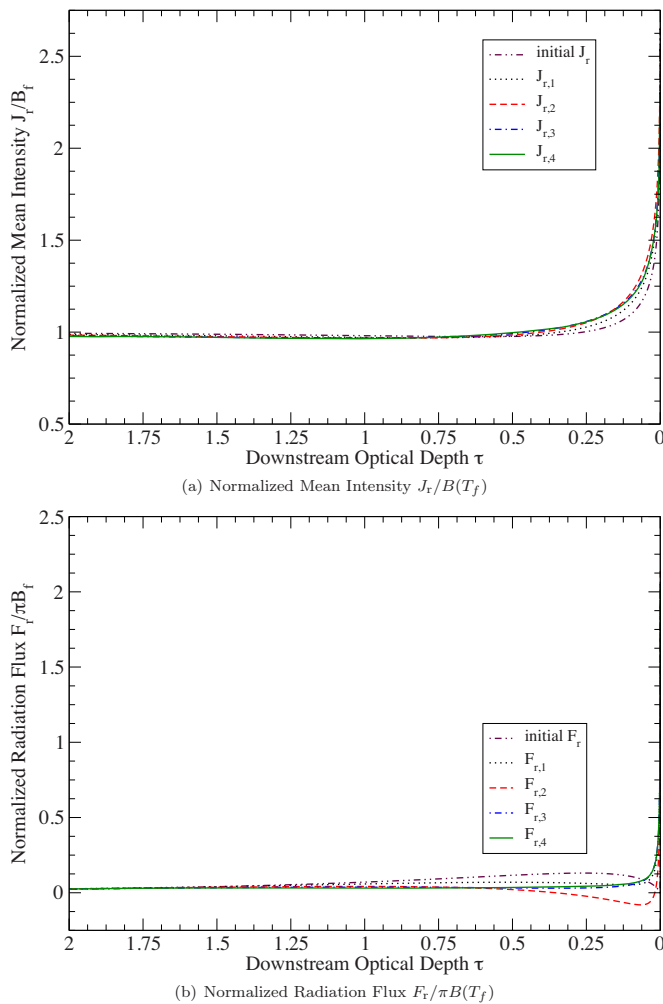 2.5
2
1.5
1
0.5
Normalized Mean Intensity J_r/B_f
initial J_r
J_r,1
J_r,2
J_r,3
J_r,4
2 1.75 1.5 1.25 1 0.75 0.5 0.25 0
Downstream Optical Depth τ
(a) Normalized Mean Intensity J_r/B(T_f)
2.5
2
1.5
1
0.5
0
Normalized Radiation Flux F_r/πB_f
initial F_r
F_r,1
F_r,2
F_r,3
F_r,4
2 1.75 1.5 1.25 1 0.75 0.5 0.25 0
Downstream Optical Depth τ
(b) Normalized Radiation Flux F_r/πB(T_f)